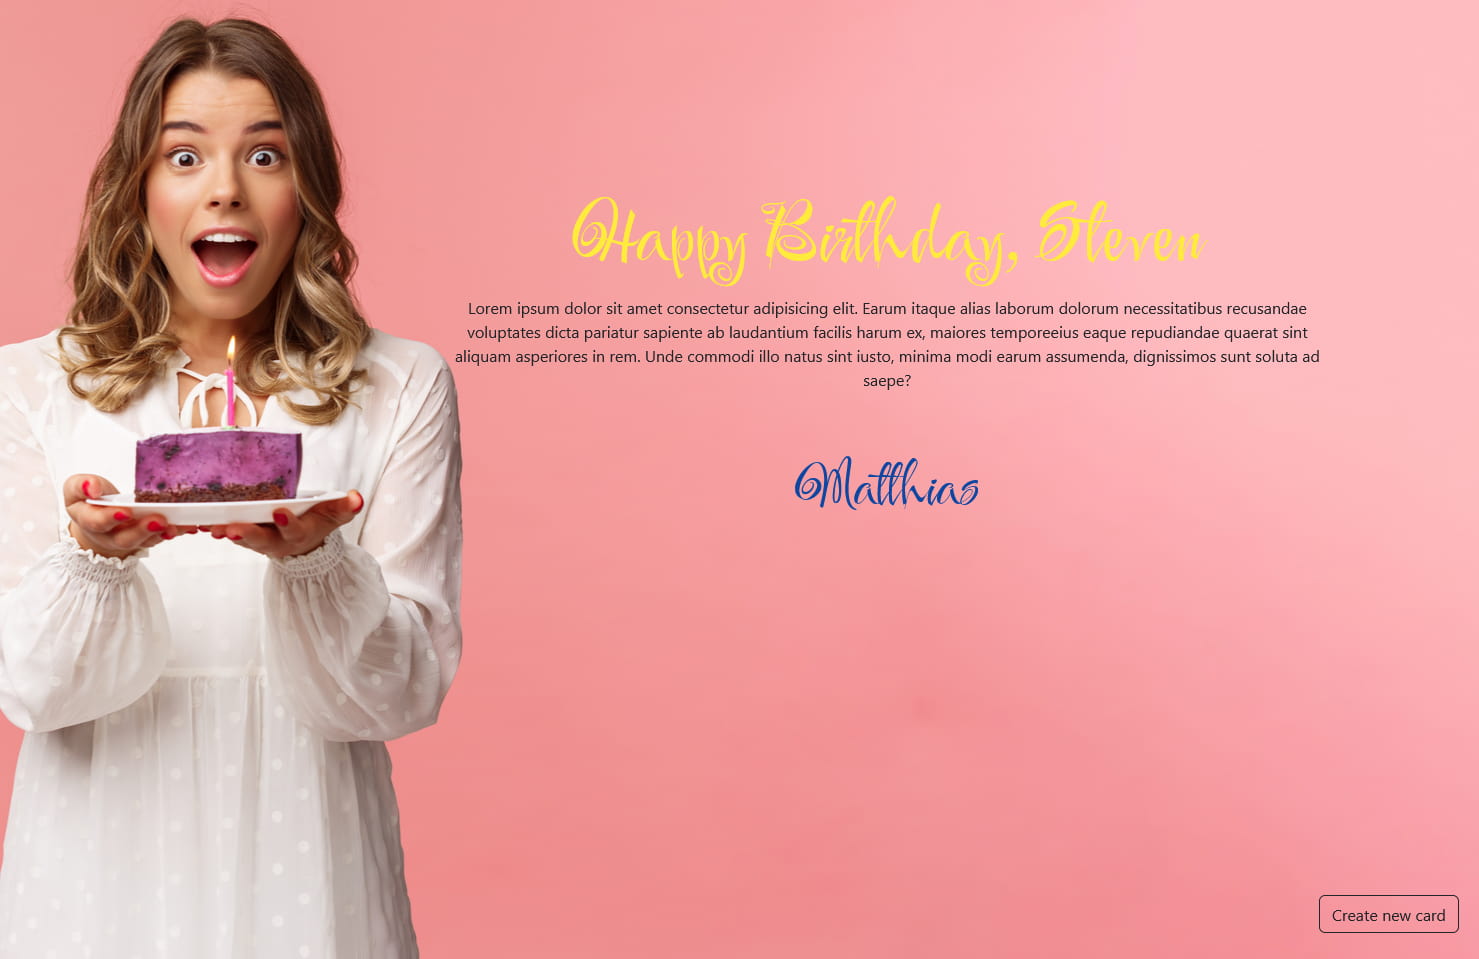 Happy Birthday, Steven
Lorem ipsum dolor sit amet consectetur adipisicing elit. Earum itaque alias laborum dolorum necessitatibus recusandae
voluptates dicta pariatur sapiente ab laudantium facilis harum ex, maiores temporeeius eaque repudiandae quaerat sint
aliquam asperiores in rem. Unde commodi illo natus sint iusto, minima modi earum assumenda, dignissimos sunt soluta ad
saepe?
Matthias
Create new card